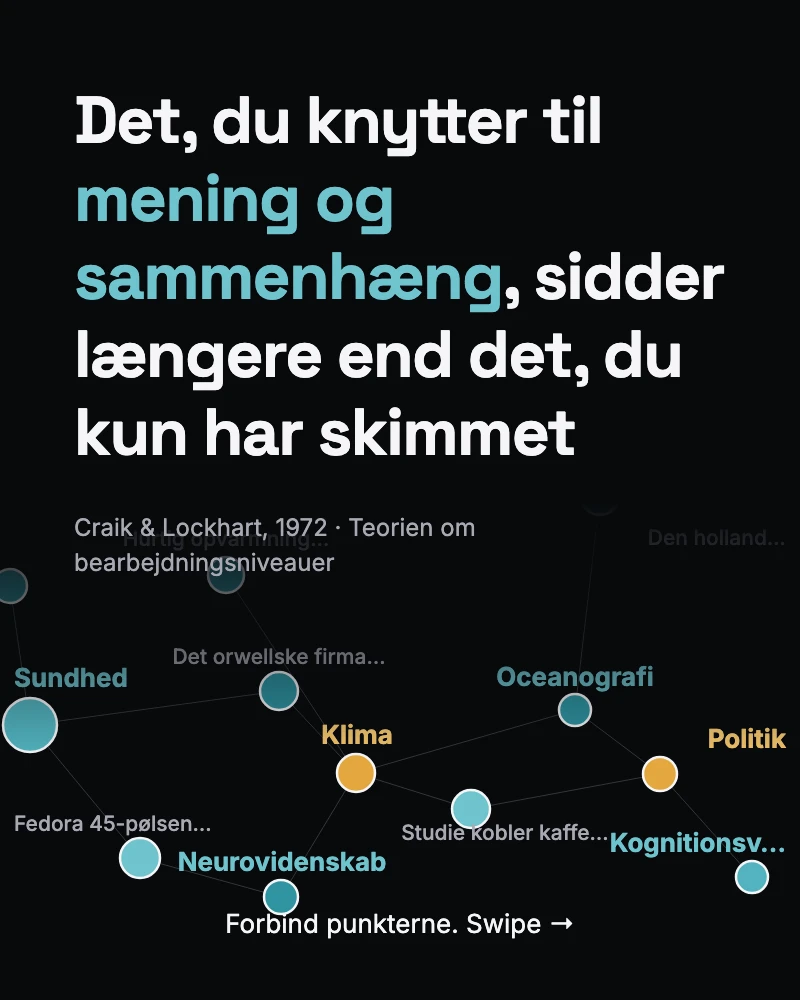 Det, du knytter til
mening og
sammenhæng, sidder
længere end det, du
kun har skimmet
Craik & Lockhart, 1972 · Teorien om
bearbejdningsniveauer
Hurtig opvarmning...
Den holland...
Det orwellske firma...
Sundhed
Oceanografi
Klima
Politik
Fedora 45-pølsen...
Studie kobler kaffe...
Kognitionsv...
Neurovidenskab
Forbind punkterne. Swipe →